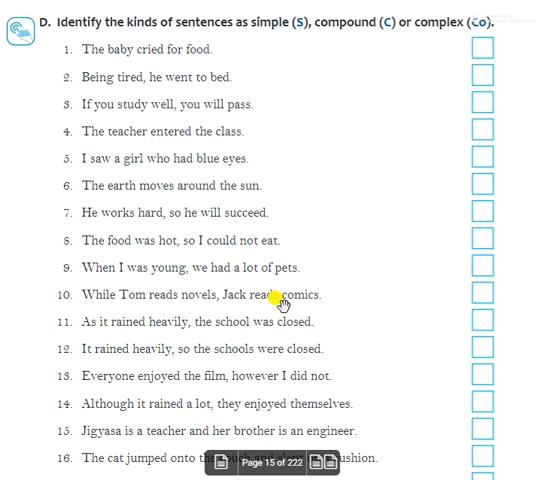 D. Identify the kinds of sentences as simple (S), compound (C) or complex (Co).
1. The baby cried for food.
2. Being tired, he went to bed.
3. If you study well, you will pass.
4. The teacher entered the class.
5. I saw a girl who had blue eyes.
6. The earth moves around the sun.
7. He works hard, so he will succeed.
8. The food was hot, so I could not eat.
9. When I was young, we had a lot of pets.
10. While Tom reads novels, Jack reads comics.
11. As it rained heavily, the school was closed.
12. It rained heavily, so the schools were closed.
13. Everyone enjoyed the film, however I did not.
14. Although it rained a lot, they enjoyed themselves.
15. Jigyasa is a teacher and her brother is an engineer.
16. The cat jumped onto the couch and cushion.
Page 15 of 222